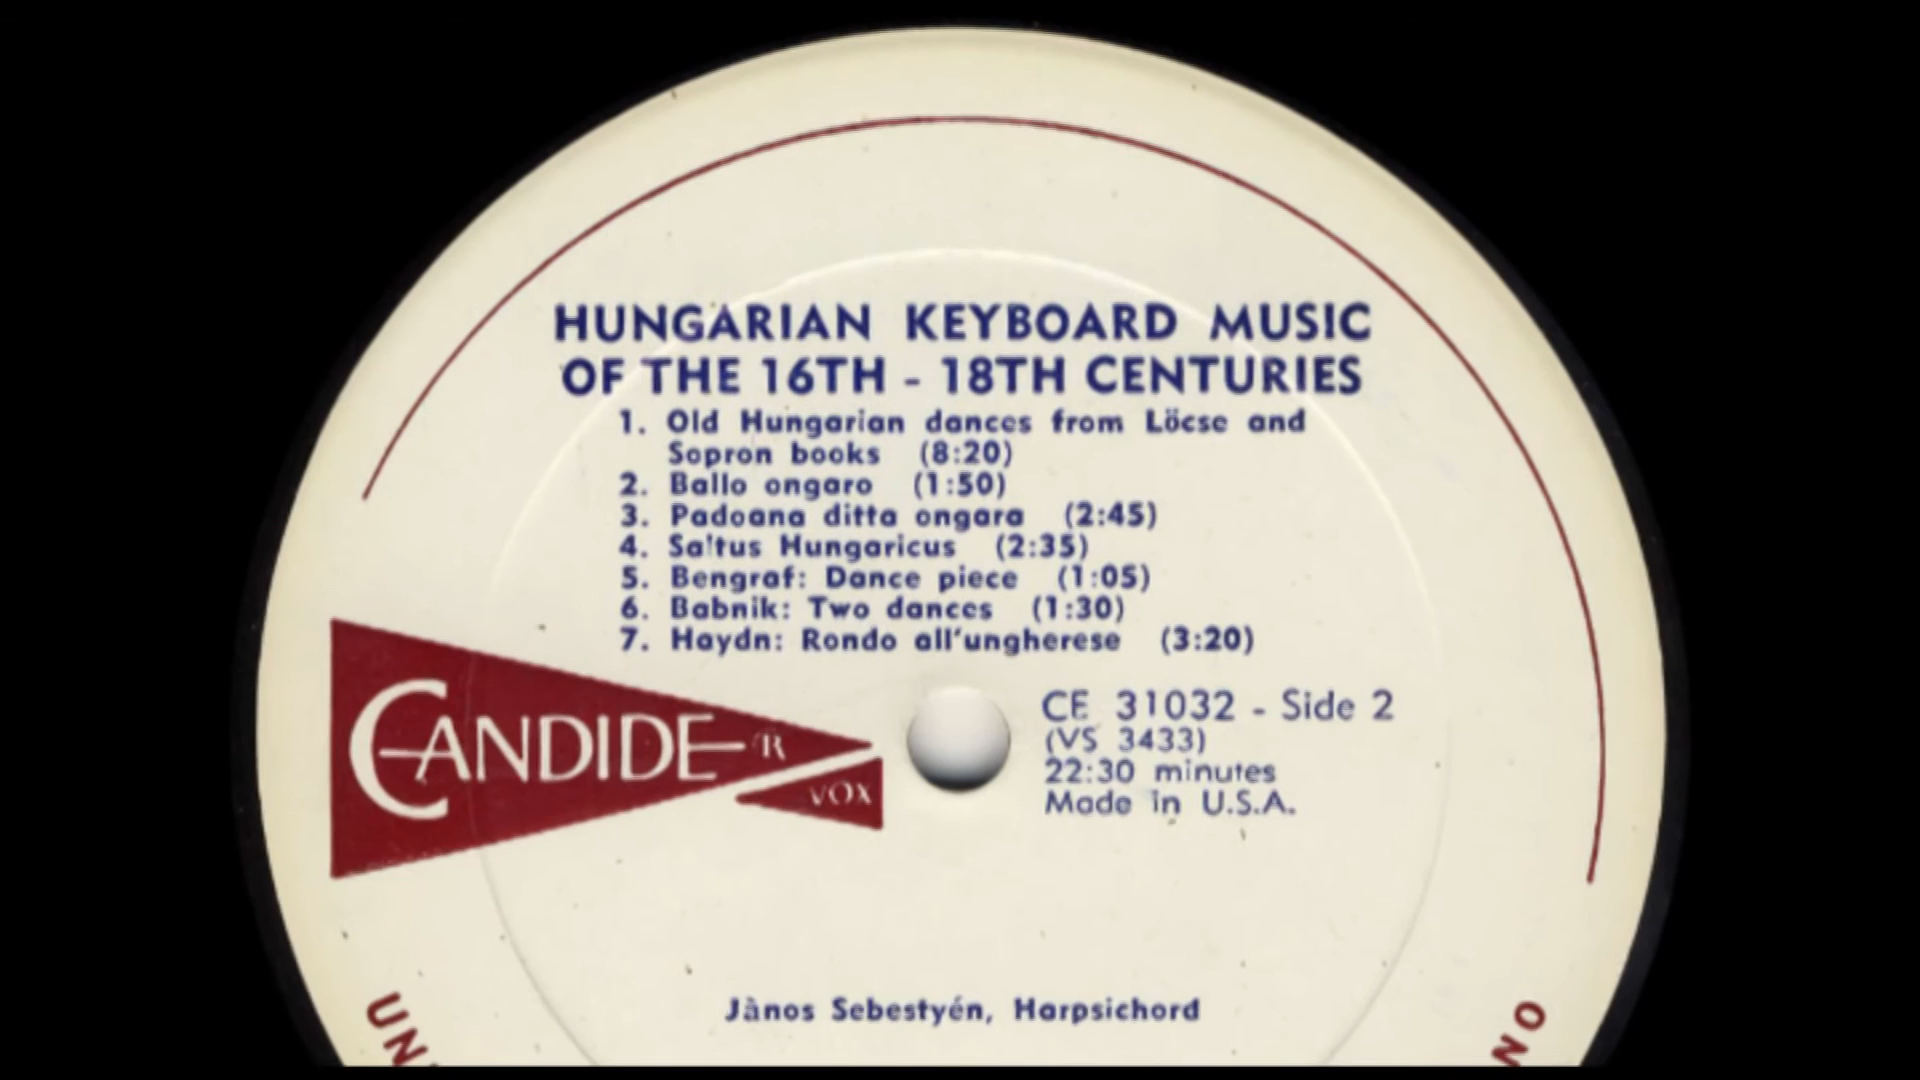 HUNGARIAN KEYBOARD MUSIC
OF THE 16TH - 18TH CENTURIES
1. Old Hungarian dances from Löcse and
Sopron books (8:20)
2. Ballo ongaro (1:50)
3. Padoana ditta ongara (2:45)
4. Saltus Hungaricus (2:35)
5. Bengraf: Dance piece (1:05)
6. Babnik: Two dances (1:30)
7. Haydn: Rondo all'ungherese (3:20)
CANDIDE R
VOX
CE 31032 - Side 2
(VS 3433)
22:30 minutes
Made in U.S.A.
Jànos Sebestyén, Harpsichord